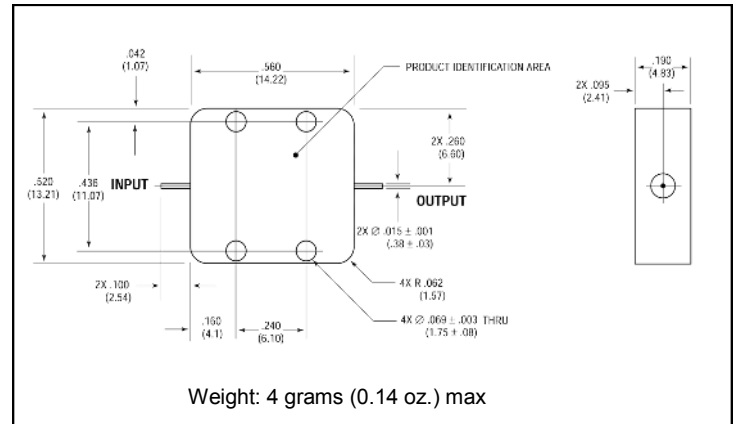 .042
(1.07)
.560
(14.22)
PRODUCT IDENTIFICATION AREA
.190
(4.83)
2X .095
(2.41)
2X .260
(6.60)
.520
(13.21)
.436
(11.07)
INPUT
OUTPUT
2X Ø .015 ± .001
(.38 ± .03)
2X .100
(2.54)
4X R .062
(1.57)
.160
(4.1)
.240
(6.10)
4X Ø .069 ± .003 THRU
(1.75 ± .08)
Weight: 4 grams (0.14 oz.) max